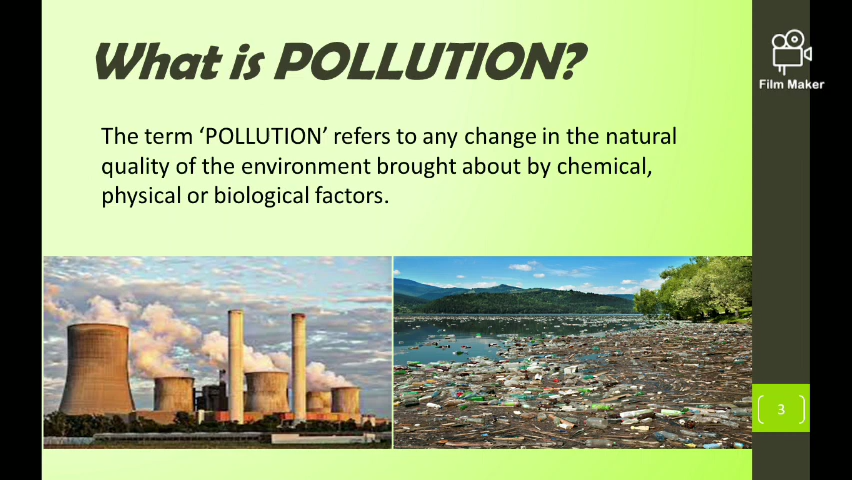 What is POLLUTION?
Film Maker
The term ‘POLLUTION’ refers to any change in the natural
quality of the environment brought about by chemical,
physical or biological factors.
3